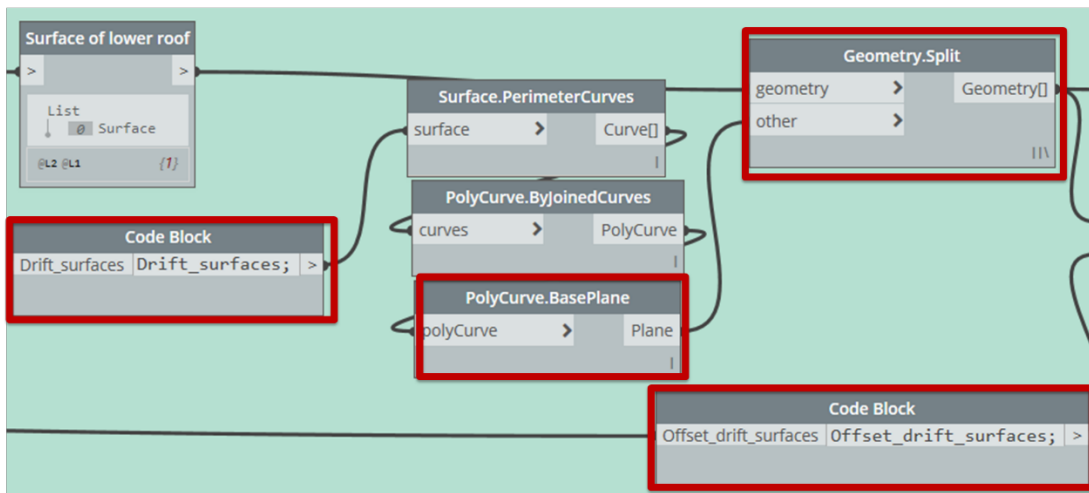 Surface of lower roof
> >
List
0 Surface
@L2 @L1 {1}
Surface.PerimeterCurves
surface > Curve[]
|
Geometry.Split
geometry > Geometry[]
other >
||\
Code Block
Drift_surfaces Drift_surfaces; >
PolyCurve.ByJoinedCurves
curves > PolyCurve
|
PolyCurve.BasePlane
polyCurve > Plane
|
Code Block
Offset_drift_surfaces Offset_drift_surfaces; >